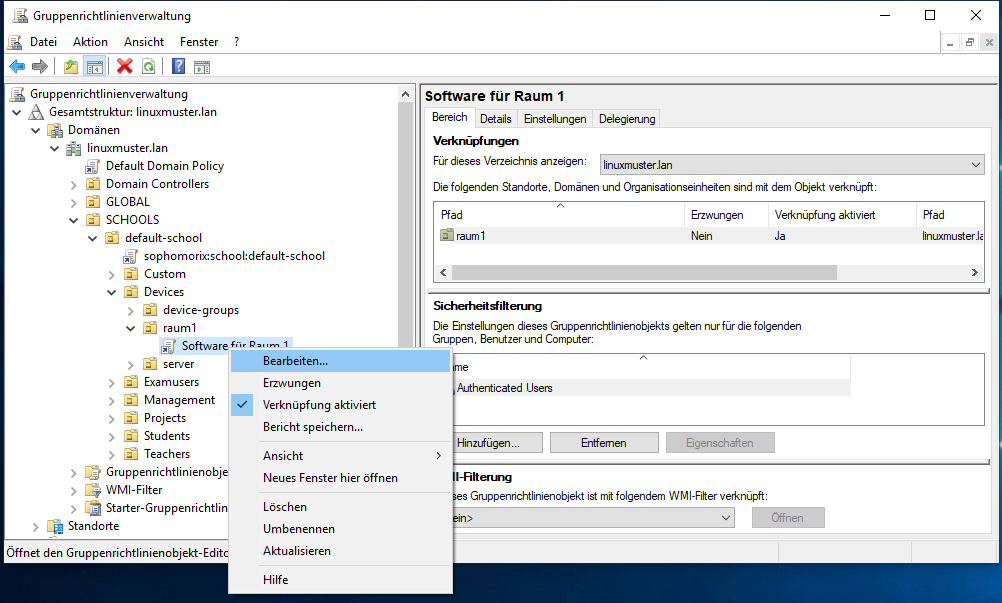 Gruppenrichtlinienverwaltung
Datei Aktion Ansicht Fenster ?
Gruppenrichtlinienverwaltung
Gesamtstruktur: linuxmuster.lan
Domänen
linuxmuster.lan
Default Domain Policy
Domain Controllers
GLOBAL
SCHOOLS
default-school
sophomorix:school:default-school
Custom
Devices
device-groups
raum1
Software für Raum 1
server
Examusers
Management
Projects
Students
Teachers
Gruppenrichtlinienobje
WMI-Filter
Starter-Gruppenrichtlin
Standorte
Öffnet den Gruppenrichtlinienobjekt-Edito
Bearbeiten...
Erzwungen
Verknüpfung aktiviert
Bericht speichern...
Ansicht
Neues Fenster hier öffnen
Löschen
Umbenennen
Aktualisieren
Hilfe
Software für Raum 1
Bereich Details Einstellungen Delegierung
Verknüpfungen
Für dieses Verzeichnis anzeigen: linuxmuster.lan
Die folgenden Standorte, Domänen und Organisationseinheiten sind mit dem Objekt verknüpft:
Pfad Erzwungen Verknüpfung aktiviert Pfad
raum1 Nein Ja linuxmuster.la
Sicherheitsfilterung
Die Einstellungen dieses Gruppenrichtlinienobjekts gelten nur für die folgenden
Gruppen, Benutzer und Computer:
me
Authenticated Users
Hinzufügen... Entfernen Eigenschaften
I-Filterung
ses Gruppenrichtlinienobjekt ist mit folgendem WMI-Filter verknüpft:
ein> Öffnen